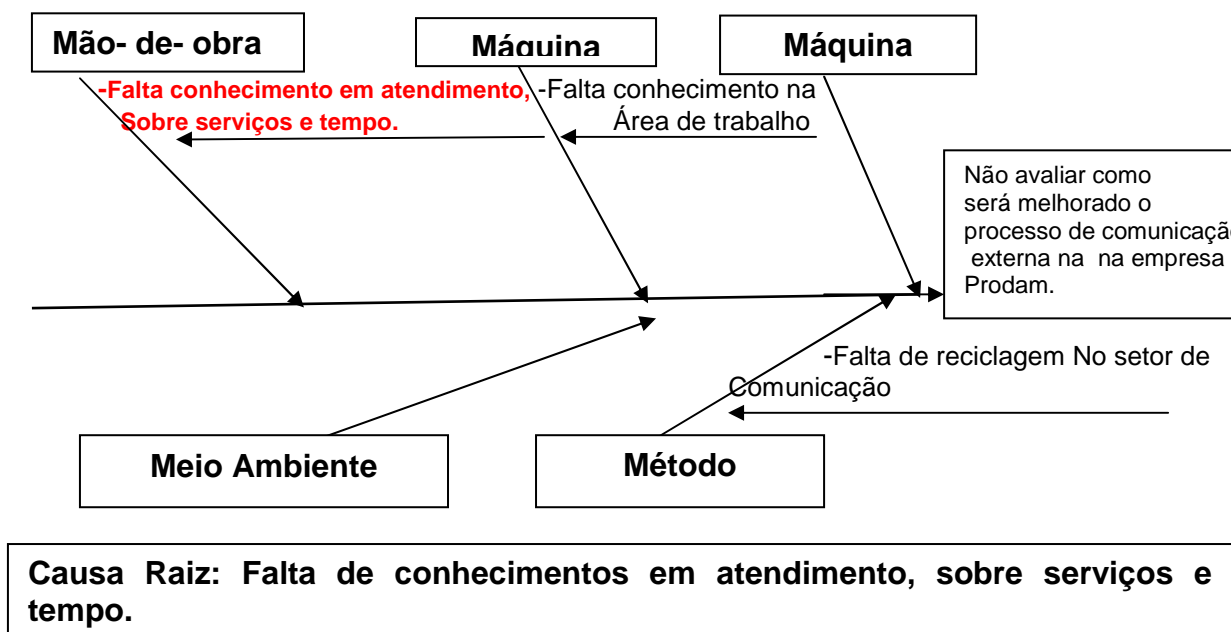 Mão- de- obra
Máquina
Máquina
-Falta conhecimento em atendimento,
Sobre serviços e tempo.
-Falta conhecimento na
Área de trabalho
Não avaliar como
será melhorado o
processo de comunicaçã
externa na na empresa
Prodam.
-Falta de reciclagem No setor de
Comunicação
Meio Ambiente
Método
Causa Raiz: Falta de conhecimentos em atendimento, sobre serviços e
tempo.